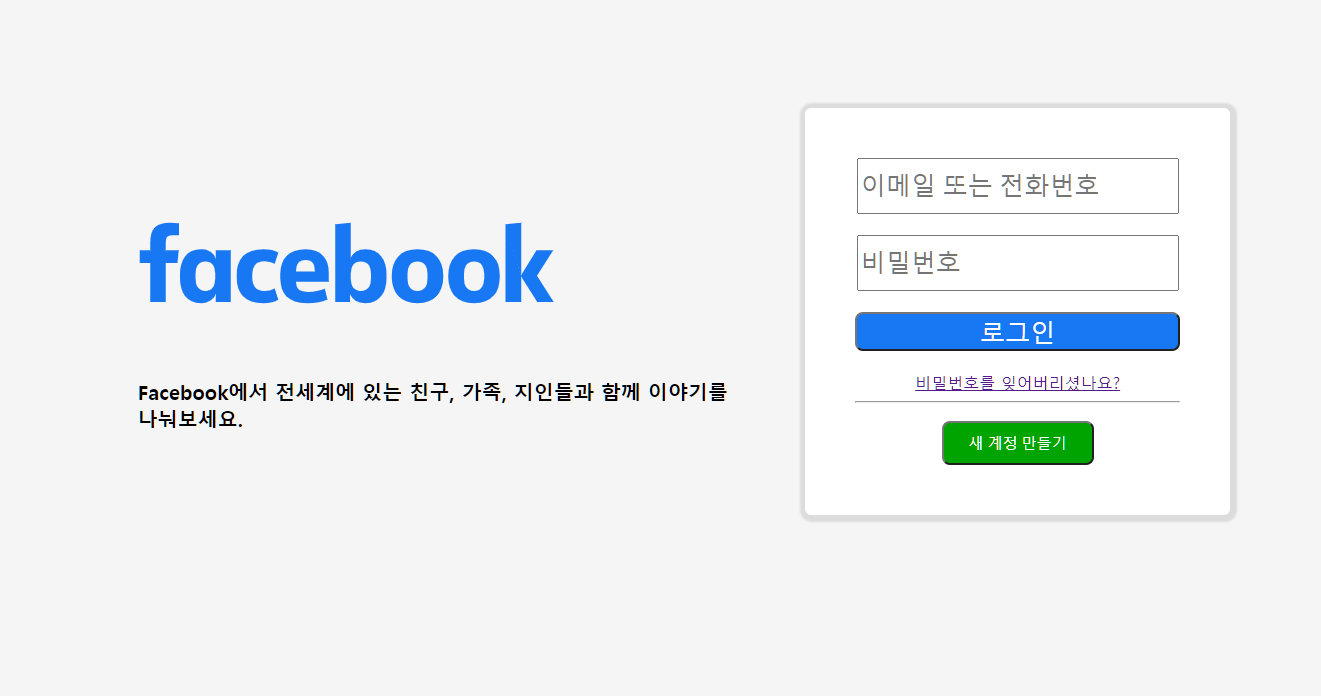 facebook
Facebook에서 전세계에 있는 친구, 가족, 지인들과 함께 이야기를
나눠보세요.
이메일 또는 전화번호
비밀번호
로그인
비밀번호를 잊어버리셨나요?
새 계정 만들기